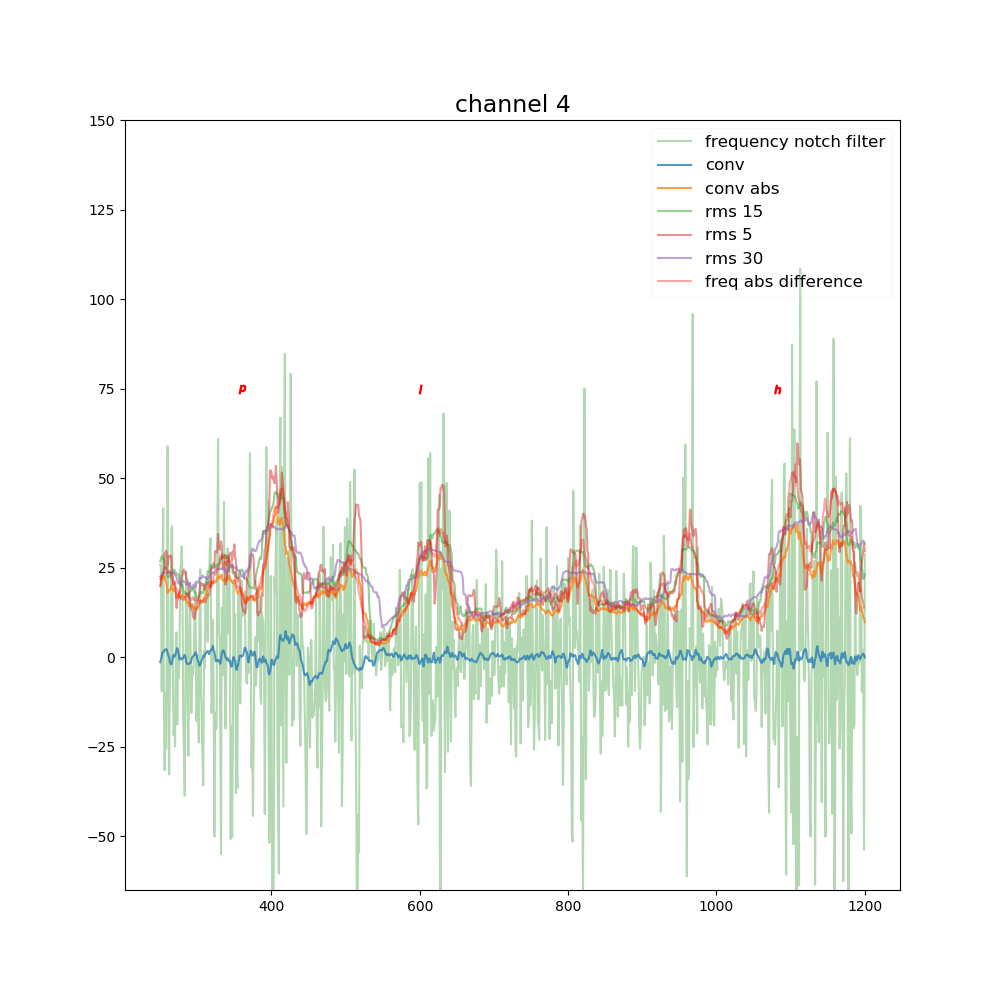 channel 4
150
125
100
75
50
25
0
−25
−50
frequency notch filter
conv
conv abs
rms 15
rms 5
rms 30
freq abs difference
p
l
h
400 600 800 1000 1200